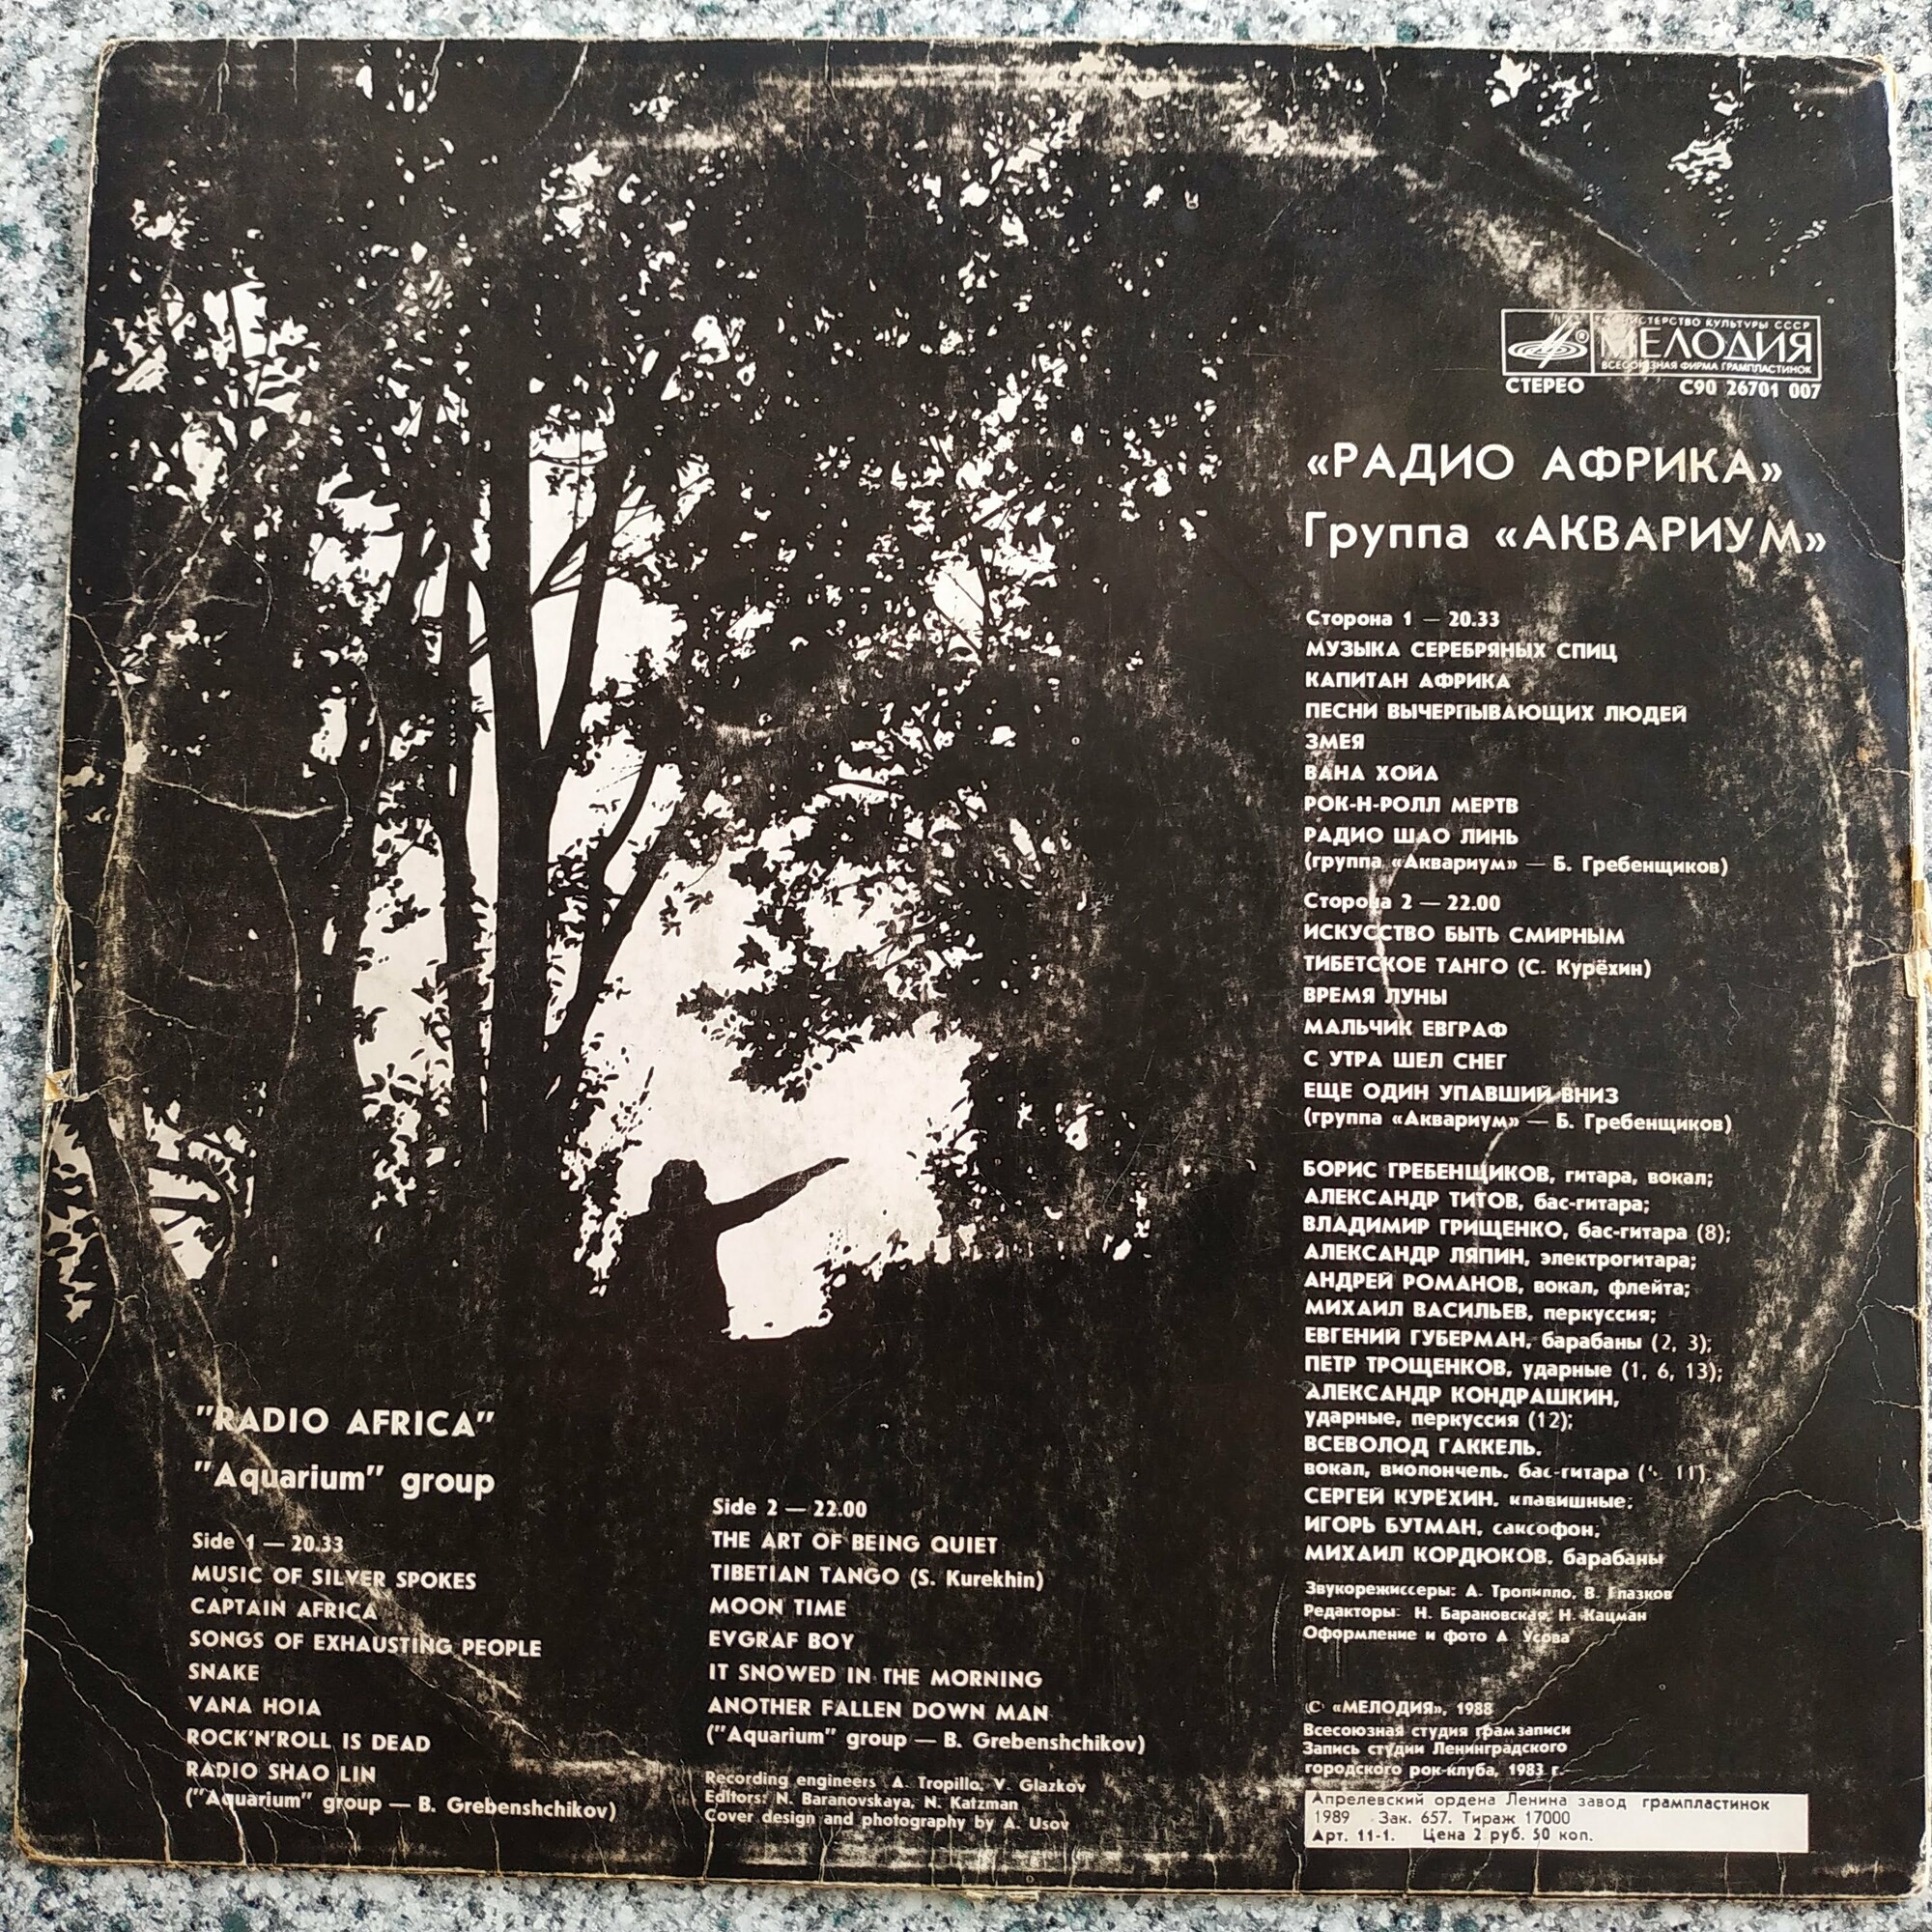 МИНИСТЕРСТВО КУЛЬТУРЫ СССР
МЕЛОДИЯ
ВСЕСОЮЗНАЯ ФИРМА ГРАМПЛАСТИНОК
СТЕРЕО С90 26701 007
«РАДИО АФРИКА»
Группа «АКВАРИУМ»
Сторона 1 — 20.33
МУЗЫКА СЕРЕБРЯНЫХ СПИЦ
КАПИТАН АФРИКА
ПЕСНИ ВЫЧЕРПЫВАЮЩИХ ЛЮДЕЙ
ЗМЕЯ
ВАНА ХОЙА
РОК-Н-РОЛЛ МЕРТВ
РАДИО ШАО ЛИНЬ
(группа «Аквариум» — Б. Гребенщиков)
Сторона 2 — 22.00
ИСКУССТВО БЫТЬ СМИРНЫМ
ТИБЕТСКОЕ ТАНГО (С. Курёхин)
ВРЕМЯ ЛУНЫ
МАЛЬЧИК ЕВГРАФ
С УТРА ШЕЛ СНЕГ
ЕЩЕ ОДИН УПАВШИЙ ВНИЗ
(группа «Аквариум» — Б. Гребенщиков)
БОРИС ГРЕБЕНЩИКОВ, гитара, вокал;
АЛЕКСАНДР ТИТОВ, бас-гитара;
ВЛАДИМИР ГРИЩЕНКО, бас-гитара (8);
АЛЕКСАНДР ЛЯПИН, электрогитара;
АНДРЕЙ РОМАНОВ, вокал, флейта;
МИХАИЛ ВАСИЛЬЕВ, перкуссия;
ЕВГЕНИЙ ГУБЕРМАН, барабаны (2, 3);
ПЕТР ТРОЩЕНКОВ, ударные (1, 6, 13);
АЛЕКСАНДР КОНДРАШКИН,
ударные, перкуссия (12);
ВСЕВОЛОД ГАККЕЛЬ,
вокал, виолончель, бас-гитара 11);
СЕРГЕЙ КУРЁХИН, клавишные;
ИГОРЬ БУТМАН, саксофон;
МИХАИЛ КОРДЮКОВ, барабаны
Звукорежиссеры: А. Тропилло, В. Глазков
Редакторы: Н. Барановская, Н. Кацман
Оформление и фото А. Усова
© «МЕЛОДИЯ», 1988
Всесоюзная студия грамзаписи
Запись студии Ленинградского
городского рок-клуба, 1983 г.
Апрелевский ордена Ленина завод грампластинок
1989 Зак. 657. Тираж 17000
Арт. 11-1. Цена 2 руб. 50 коп.
"RADIO AFRICA"
"Aquarium" group
Side 1 — 20.33
MUSIC OF SILVER SPOKES
CAPTAIN AFRICA
SONGS OF EXHAUSTING PEOPLE
SNAKE
VANA HOIA
ROCK'N'ROLL IS DEAD
RADIO SHAO LIN
("Aquarium" group — B. Grebenshchikov)
Side 2 — 22.00
THE ART OF BEING QUIET
TIBETIAN TANGO (S. Kurekhin)
MOON TIME
EVGRAF BOY
IT SNOWED IN THE MORNING
ANOTHER FALLEN DOWN MAN
("Aquarium" group — B. Grebenshchikov)
Recording engineers A. Tropillo, V. Glazkov
Editors: N. Baranovskaya, N. Katzman
Cover design and photography by A. Usov